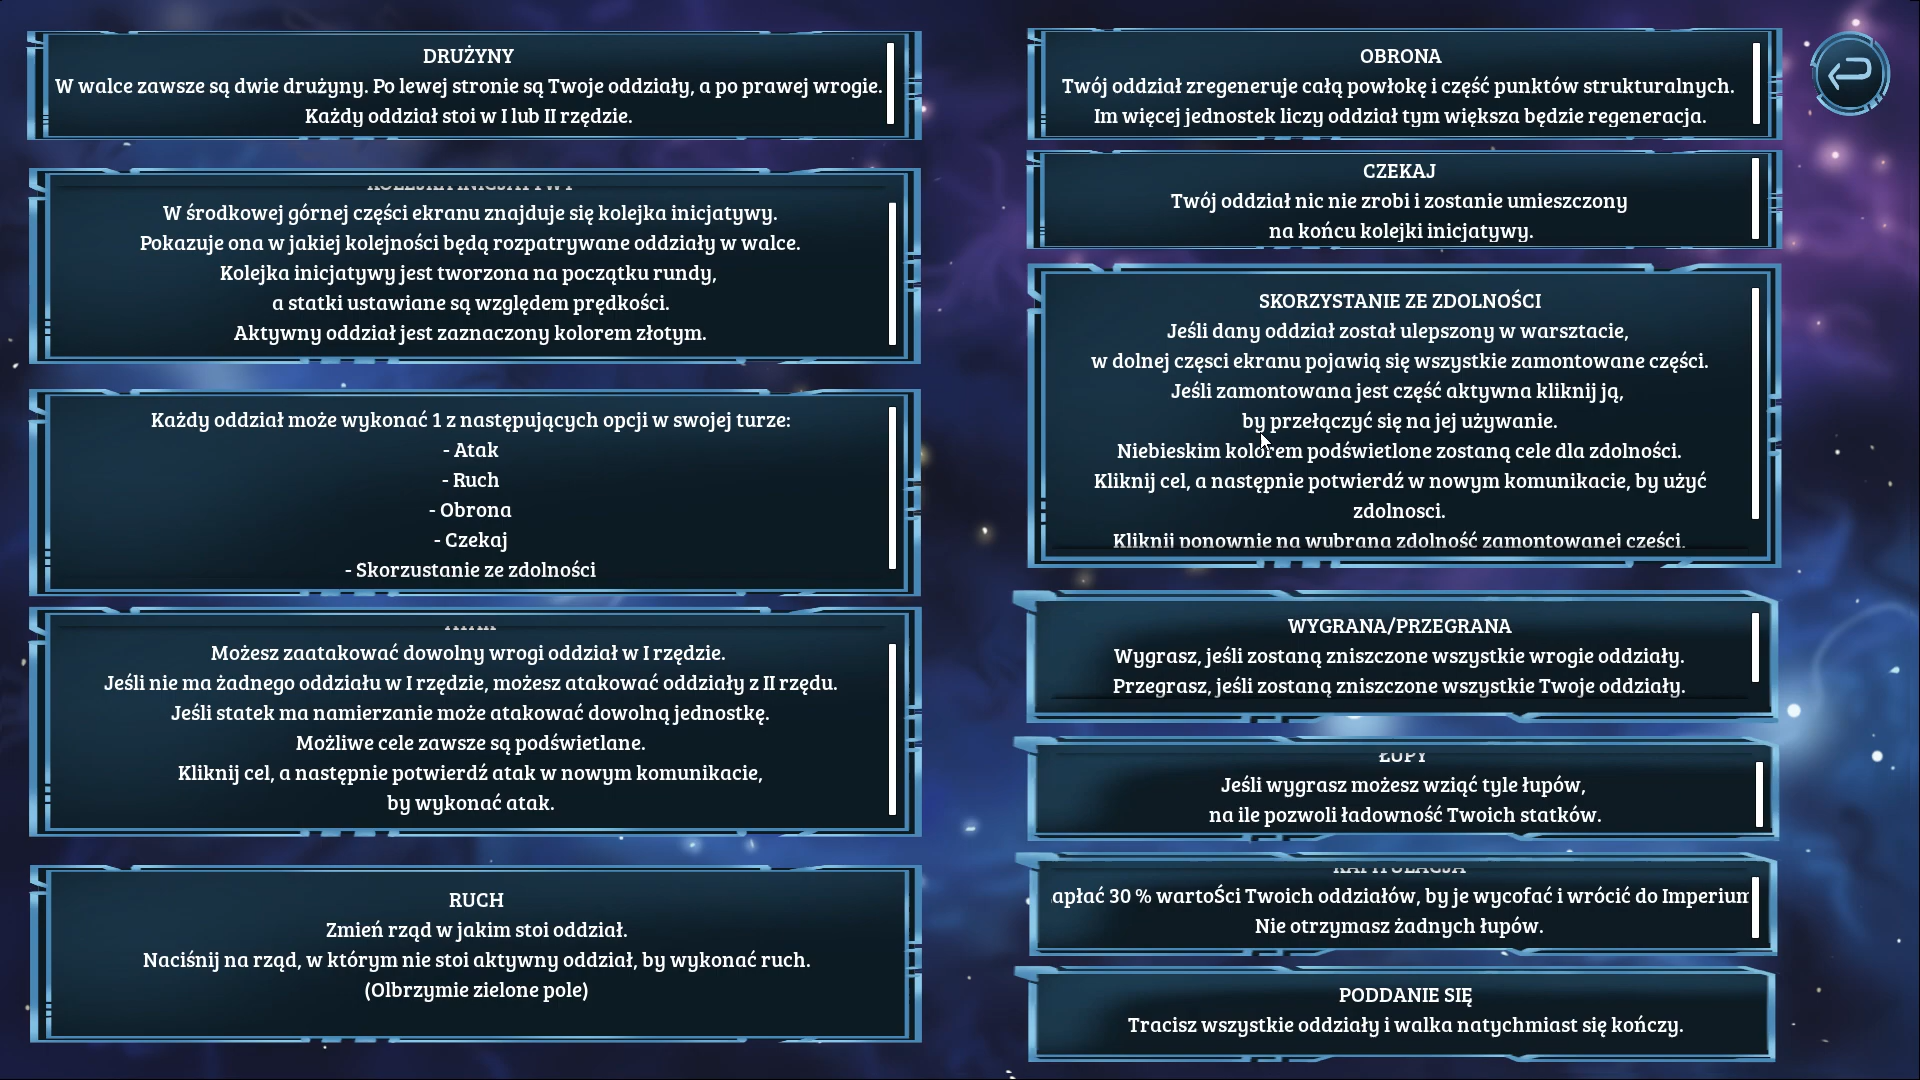 DRUŻYNY
W walce zawsze są dwie drużyny. Po lewej stronie są Twoje oddziały, a po prawej wrogie.
Każdy oddział stoi w I lub II rzędzie.
KOLEJKA INICJATYWY
W środkowej górnej części ekranu znajduje się kolejka inicjatywy.
Pokazuje ona w jakiej kolejności będą rozpatrywane oddziały w walce.
Kolejka inicjatywy jest tworzona na początku rundy,
a statki ustawiane są względem prędkości.
Aktywny oddział jest zaznaczony kolorem złotym.
Każdy oddział może wykonać 1 z następujących opcji w swojej turze:
- Atak
- Ruch
- Obrona
- Czekaj
- Skorzustanie ze zdolności
ATAK
Możesz zaatakować dowolny wrogi oddział w I rzędzie.
Jeśli nie ma żadnego oddziału w I rzędzie, możesz atakować oddziały z II rzędu.
Jeśli statek ma namierzanie może atakować dowolną jednostkę.
Możliwe cele zawsze są podświetlane.
Kliknij cel, a następnie potwierdź atak w nowym komunikacie,
by wykonać atak.
RUCH
Zmień rząd w jakim stoi oddział.
Naciśnij na rząd, w którym nie stoi aktywny oddział, by wykonać ruch.
(Olbrzymie zielone pole)
OBRONA
Twój oddział zregeneruje całą powłokę i część punktów strukturalnych.
Im więcej jednostek liczy oddział tym większa będzie regeneracja.
CZEKAJ
Twój oddział nic nie zrobi i zostanie umieszczony
na końcu kolejki inicjatywy.
SKORZYSTANIE ZE ZDOLNOŚCI
Jeśli dany oddział został ulepszony w warsztacie,
w dolnej częsci ekranu pojawią się wszystkie zamontowane części.
Jeśli zamontowana jest część aktywna kliknij ją,
by przełączyć się na jej używanie.
Niebieskim kolorem podświetlone zostaną cele dla zdolności.
Kliknij cel, a następnie potwierdź w nowym komunikacie, by użyć
zdolnosci.
Kliknij ponownie na wybraną zdolność zamontowanej części.
WYGRANA/PRZEGRANA
Wygrasz, jeśli zostaną zniszczone wszystkie wrogie oddziały.
Przegrasz, jeśli zostaną zniszczone wszystkie Twoje oddziały.
ŁUPY
Jeśli wygrasz możesz wziąć tyle łupów,
na ile pozwoli ładowność Twoich statków.
KAPITULACJA
apłać 30 % wartoŚci Twoich oddziałów, by je wycofać i wrócić do Imperium
Nie otrzymasz żadnych łupów.
PODDANIE SIĘ
Tracisz wszystkie oddziały i walka natychmiast się kończy.